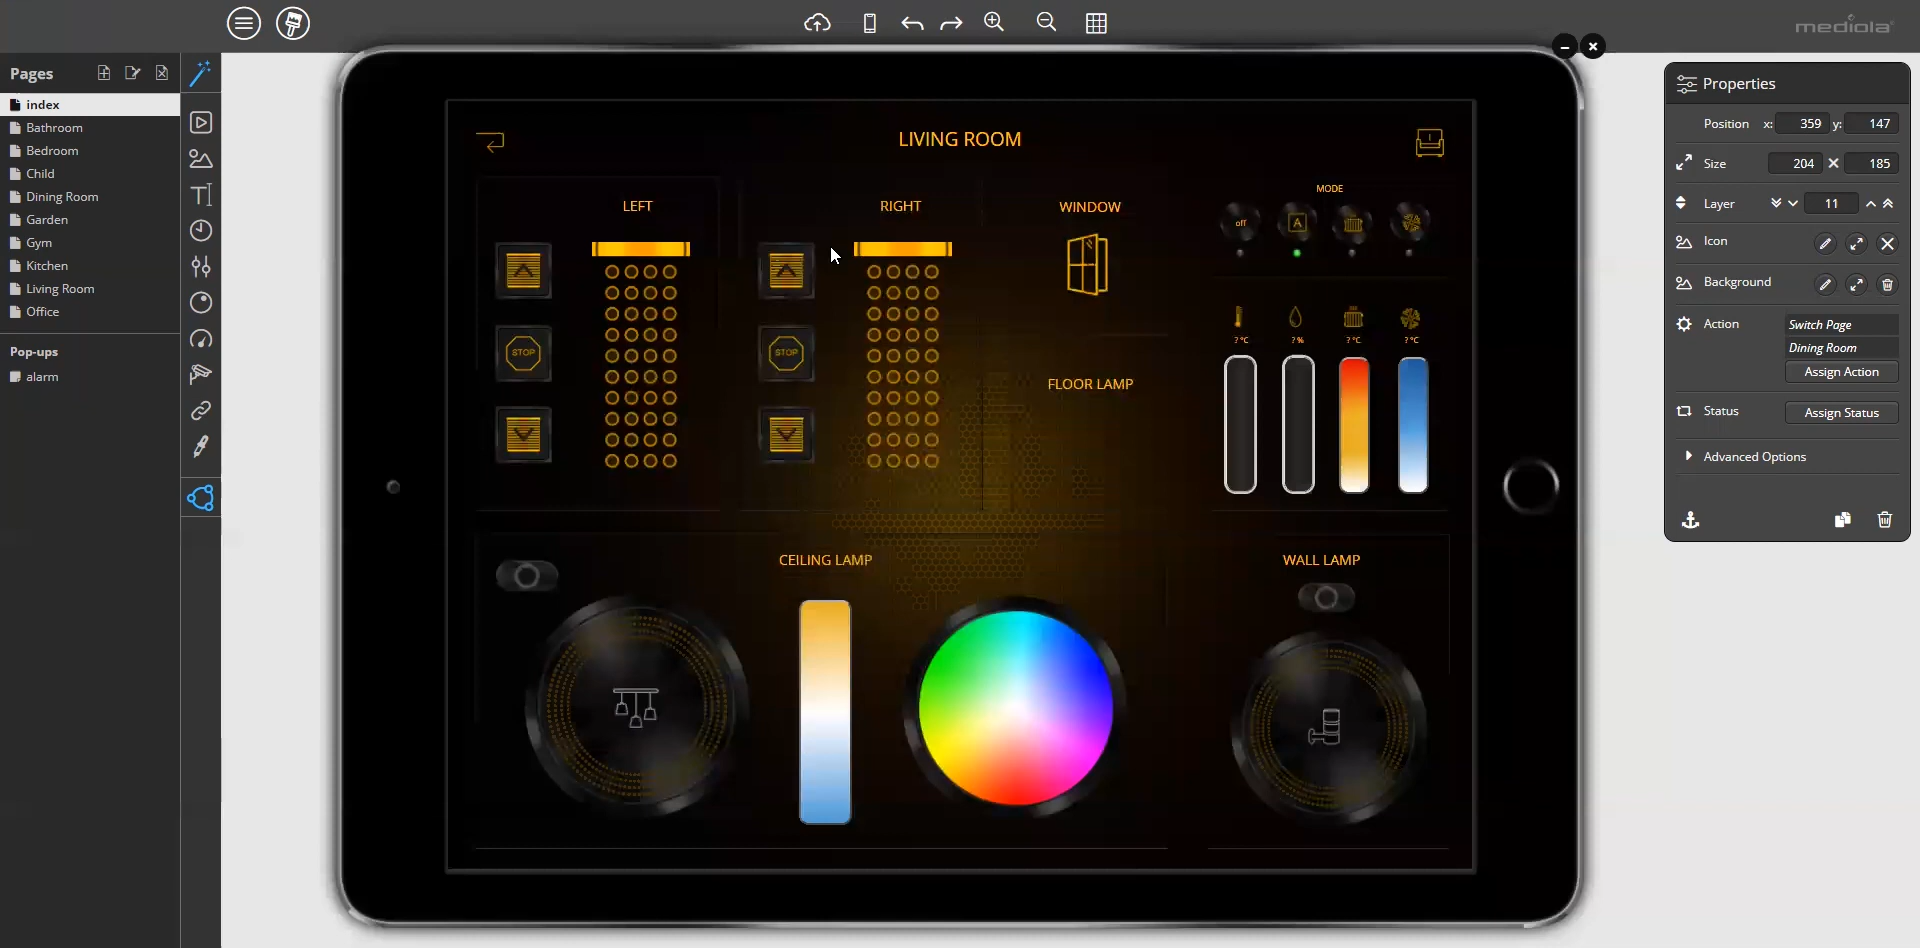 mediola
Pages
index
Bathroom
Bedroom
Child
Dining Room
Garden
Gym
Kitchen
Living Room
Office
Pop-ups
alarm
LIVING ROOM
LEFT
RIGHT
WINDOW
MODE
off
A
STOP
STOP
? °C
? %
? °C
? °C
FLOOR LAMP
CEILING LAMP
WALL LAMP
Properties
Position x: 359 y: 147
Size 204 185
Layer 11
Icon
Background
Action Switch Page
Dining Room
Assign Action
Status Assign Status
Advanced Options